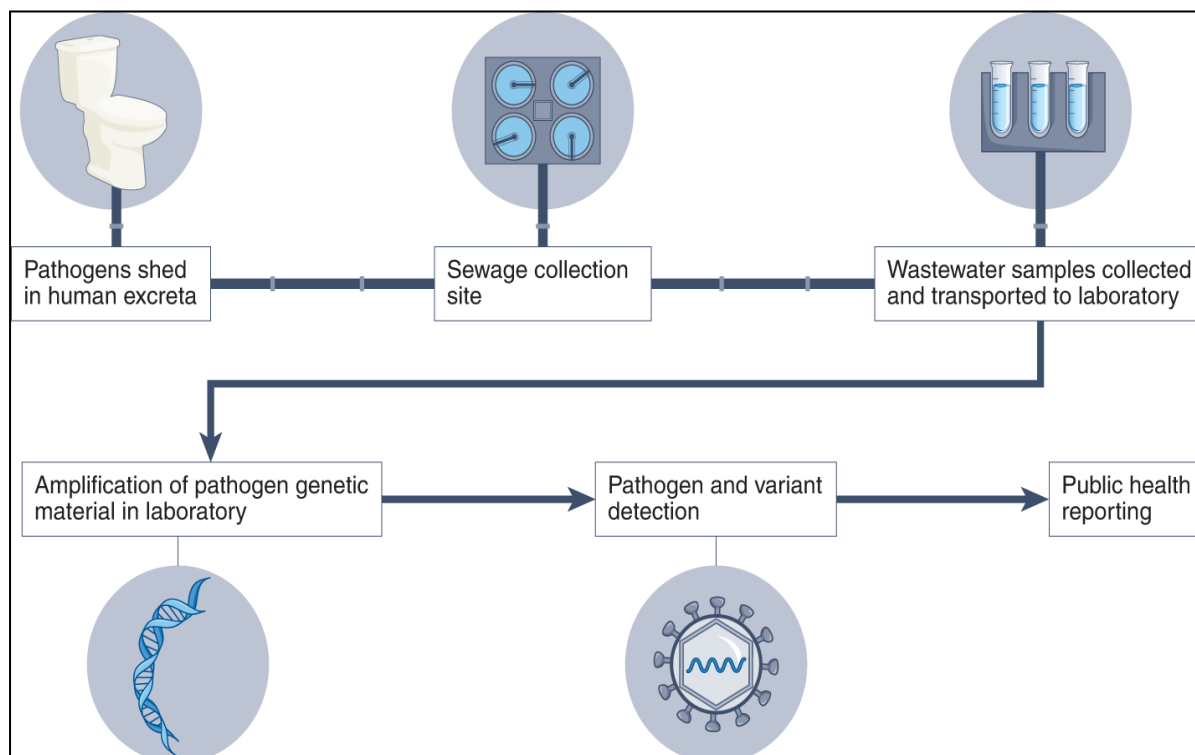 Pathogens shed
in human excreta
Sewage collection
site
Wastewater samples collected
and transported to laboratory
Amplification of pathogen genetic
material in laboratory
Pathogen and variant
detection
Public health
reporting